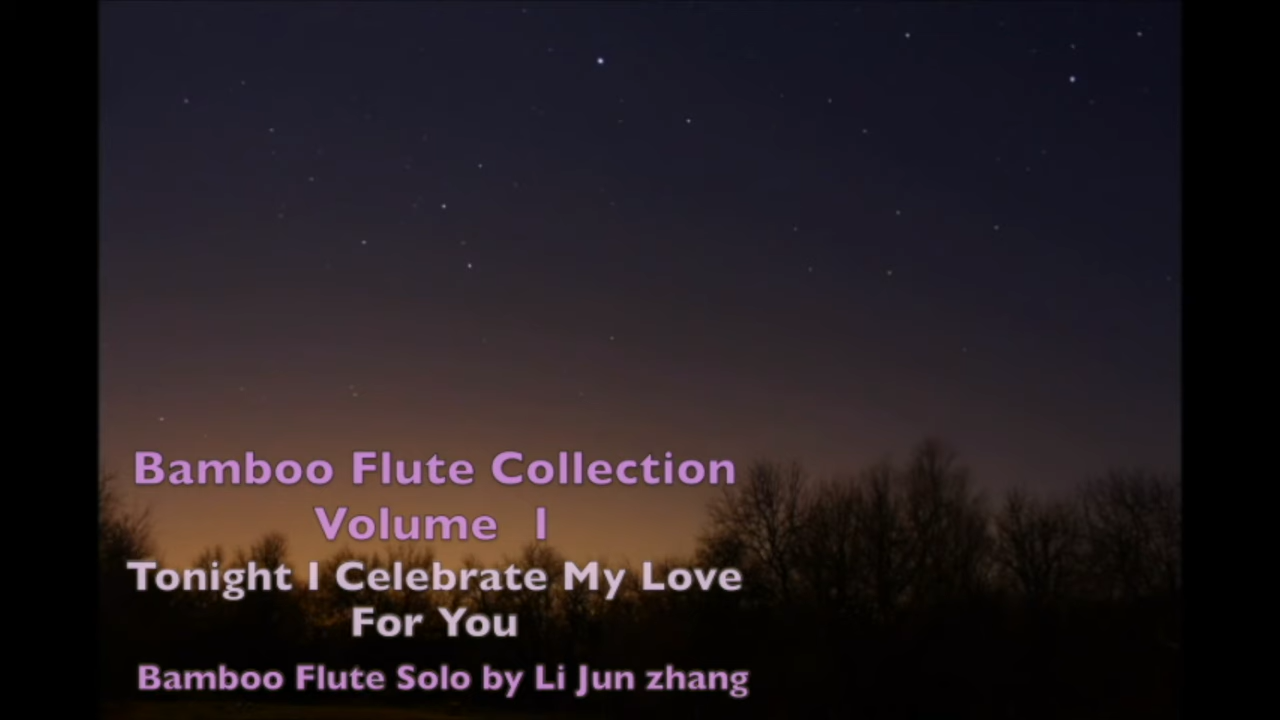 Bamboo Flute Collection
Volume 1
Tonight I Celebrate My Love
For You
Bamboo Flute Solo by Li Jun zhang